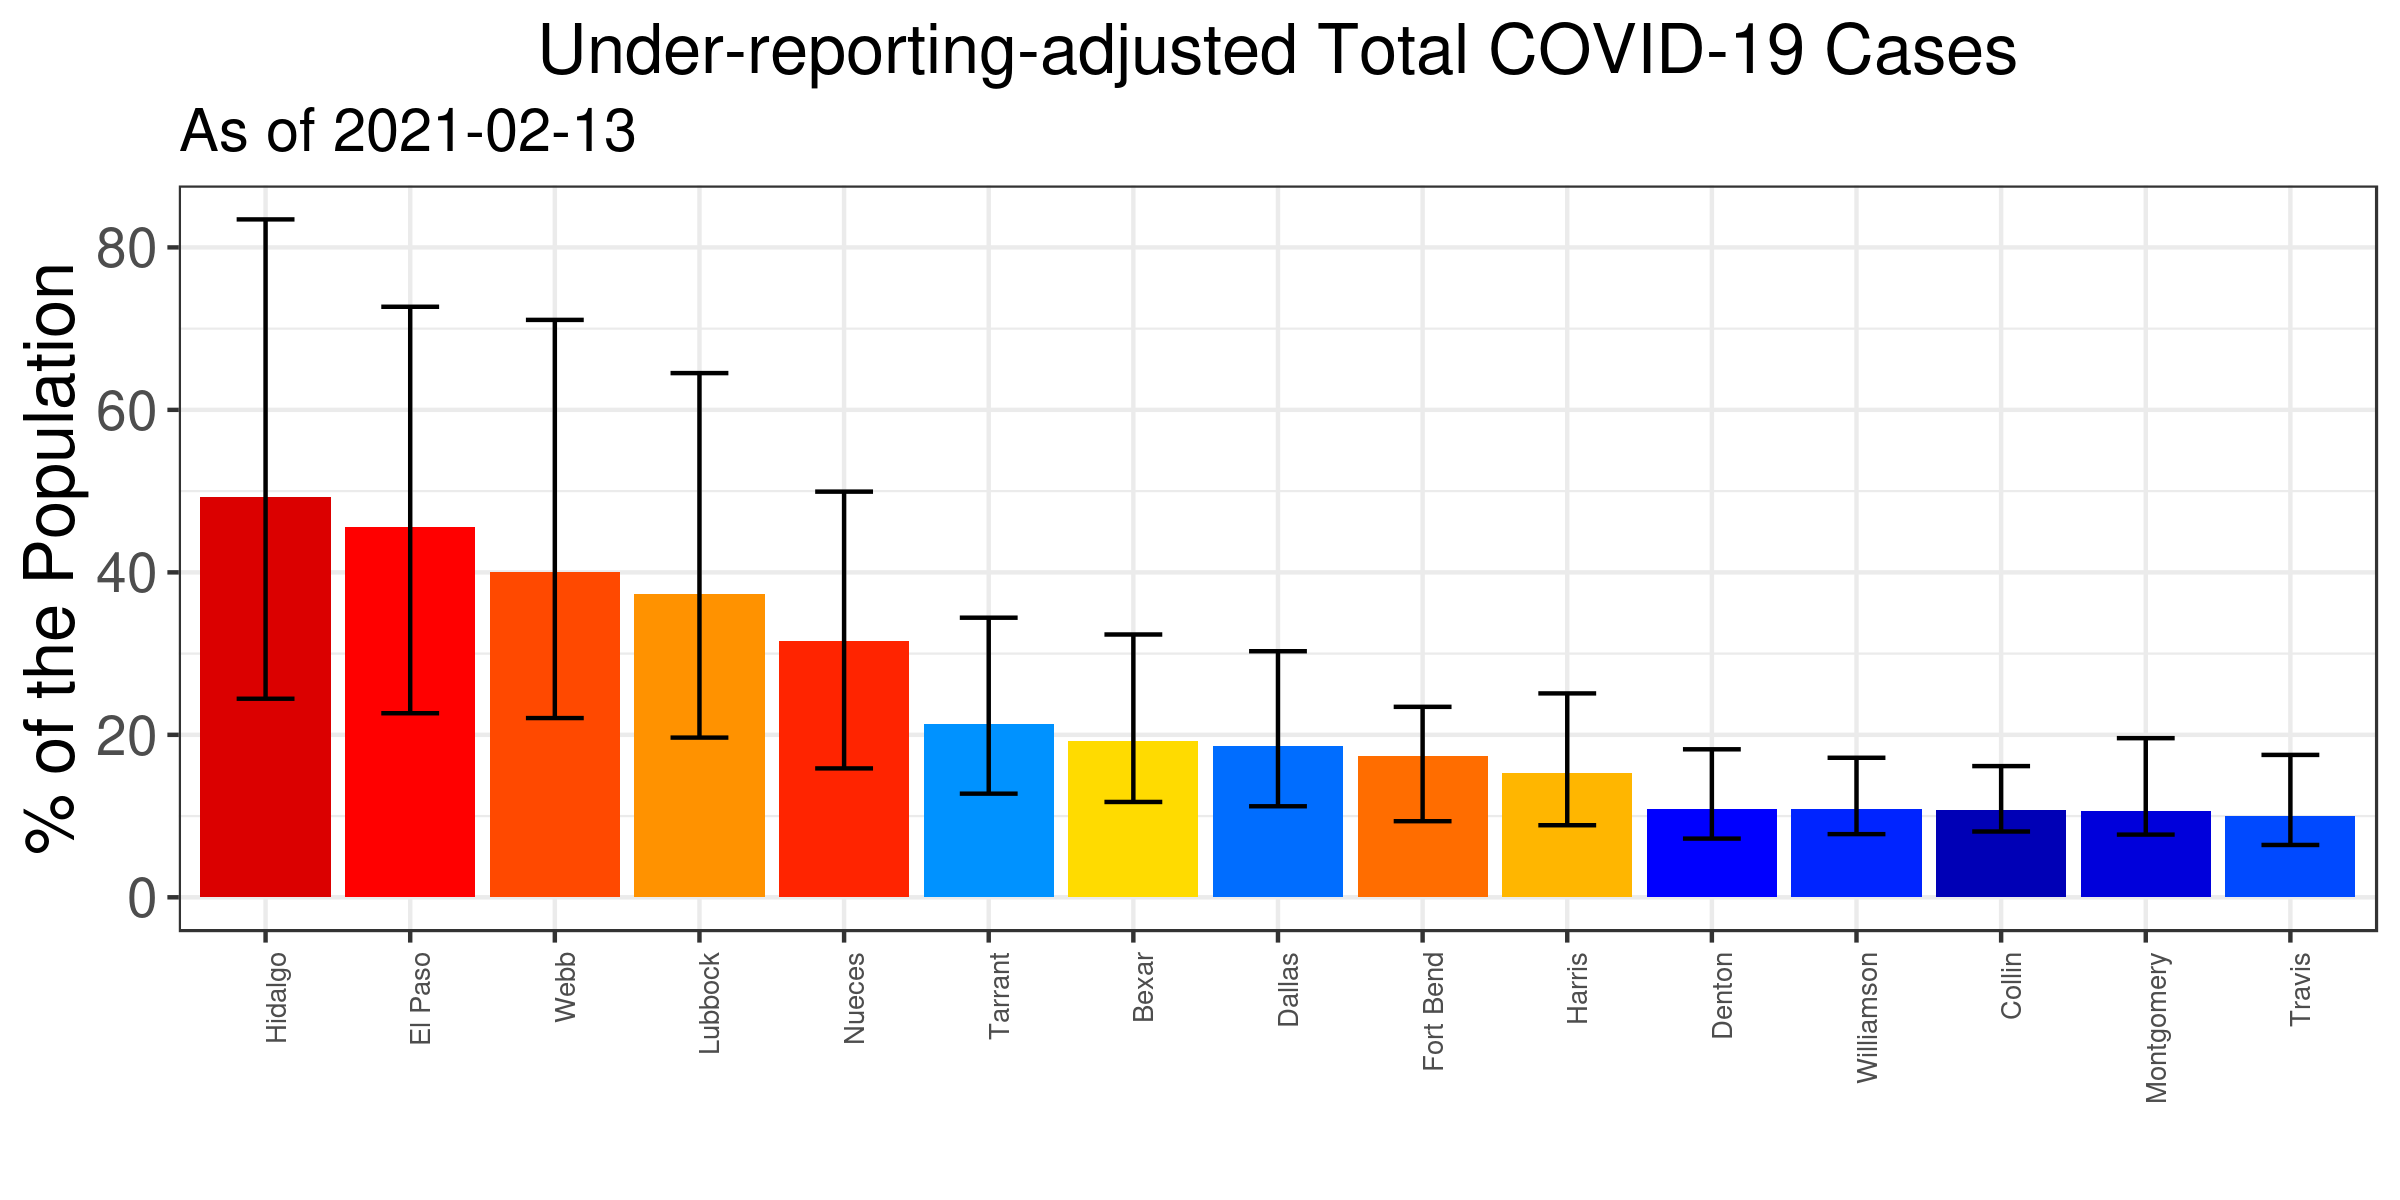 Under-reporting-adjusted Total COVID-19 Cases
As of 2021-02-13
% of the Population
80
60
40
20
0
Hidalgo
El Paso
Webb
Lubbock
Nueces
Tarrant
Bexar
Dallas
Fort Bend
Harris
Denton
Williamson
Collin
Montgomery
Travis